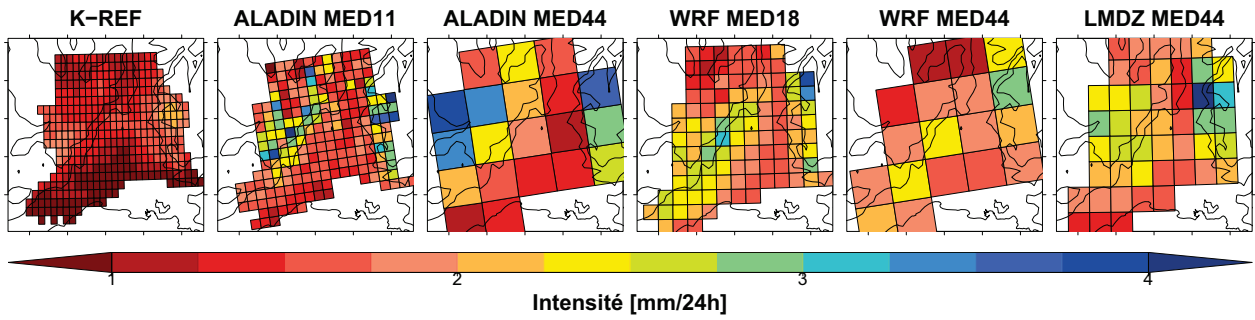 K-REF ALADIN MED11 ALADIN MED44 WRF MED18 WRF MED44 LMDZ MED44
1 2 3 4
Intensité [mm/24h]